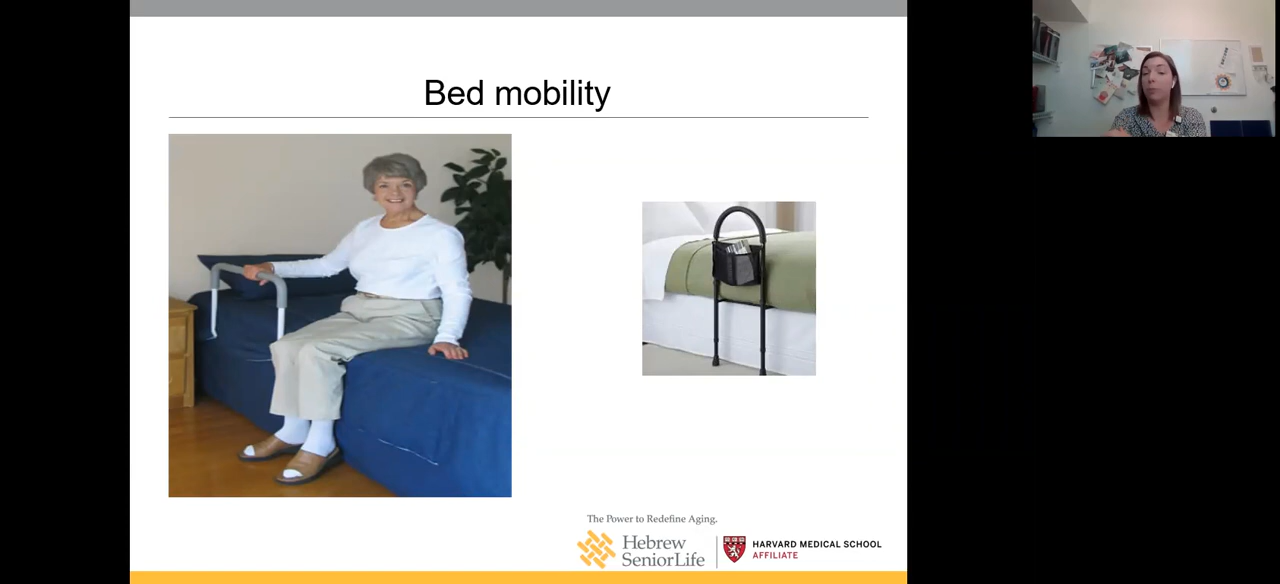 Bed mobility
The Power to Redefine Aging.
Hebrew
SeniorLife
HARVARD MEDICAL SCHOOL
AFFILIATE